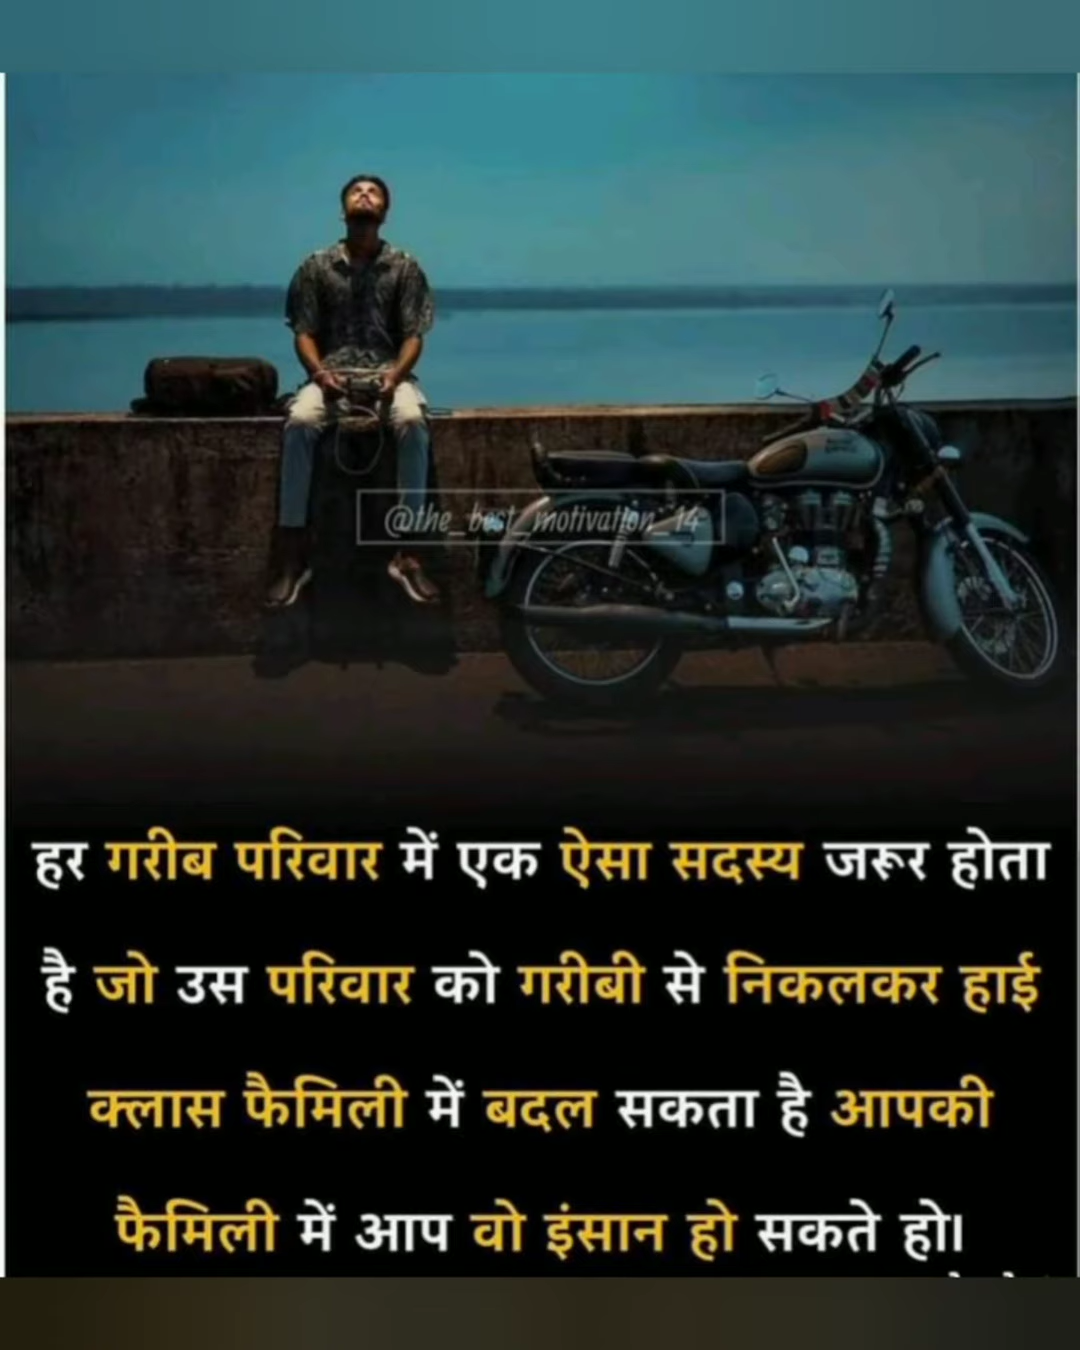 @the_best_motivation_14
हर गरीब परिवार में एक ऐसा सदस्य जरूर होता
है जो उस परिवार को गरीबी से निकलकर हाई
क्लास फैमिली में बदल सकता है आपकी
फैमिली में आप वो इंसान हो सकते हो।